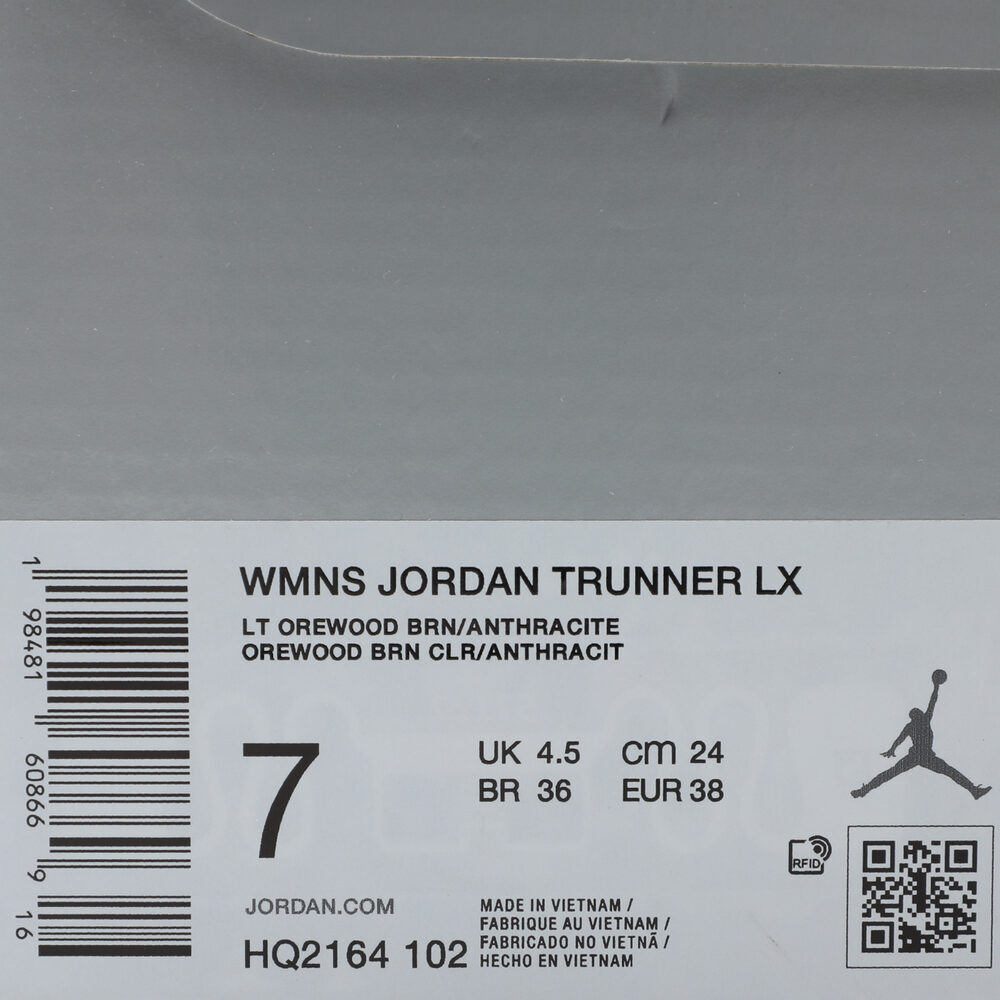 WMNS JORDAN TRUNNER LX
LT OREWOOD BRN/ANTHRACITE
OREWOOD BRN CLR/ANTHRACIT
7
UK 4.5 cm 24
BR 36 EUR 38
RFID
JORDAN.COM
HQ2164 102
MADE IN VIETNAM /
FABRIQUE AU VIETNAM /
FABRICADO NO VIETNÃ /
HECHO EN VIETNAM
1 98481 60866 9 16